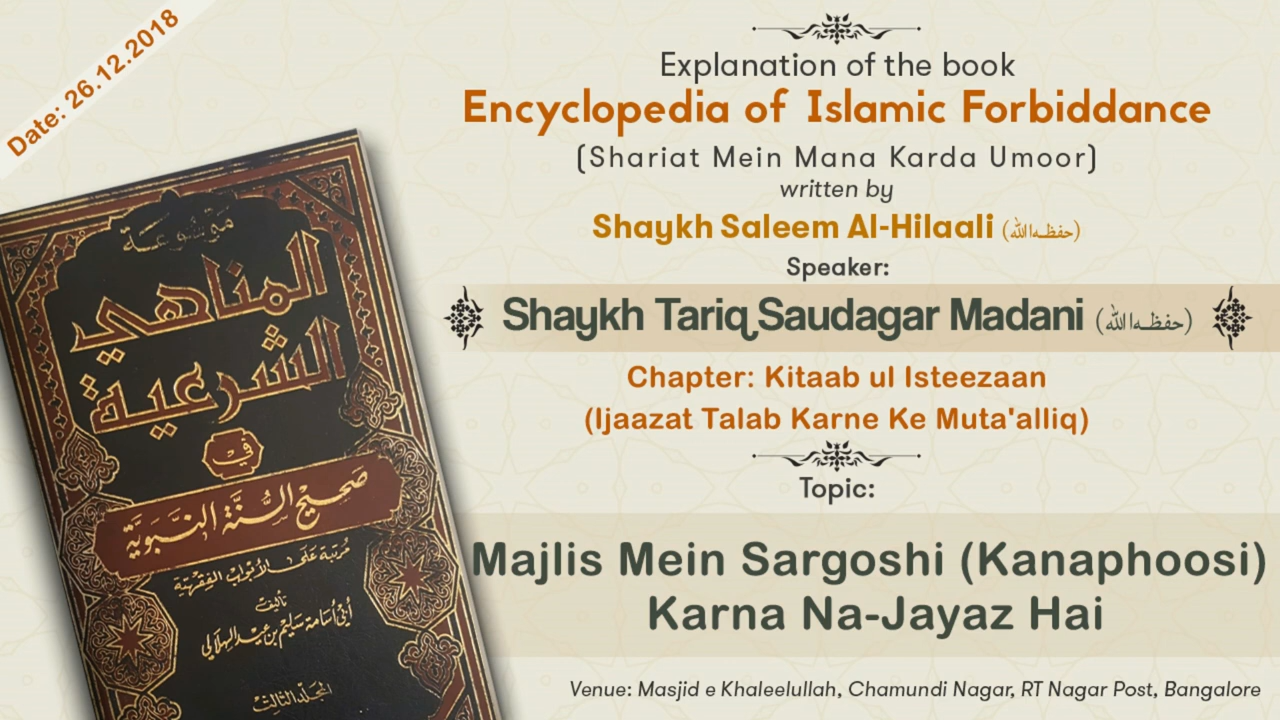 Date: 26.12.2018
Explanation of the book
Encyclopedia of Islamic Forbiddance
(Shariat Mein Mana Karda Umoor)
written by
Shaykh Saleem Al-Hilaali (حفظه الله)
Speaker:
Shaykh Tariq Saudagar Madani (حفظه الله)
Chapter: Kitaab ul Isteezaan
(Ijaazat Talab Karne Ke Muta'alliq)
Topic:
Majlis Mein Sargoshi (Kanaphoosi)
Karna Na-Jayaz Hai
Venue: Masjid e Khaleelullah, Chamundi Nagar, RT Nagar Post, Bangalore
موسوعة
المناهي
الشرعية
في
صحيح السنة النبوية
مرتبة على الأبواب الفقهية
تأليف
أبي أسامة سليم بن عيد الهلالي
المجلد الثالث